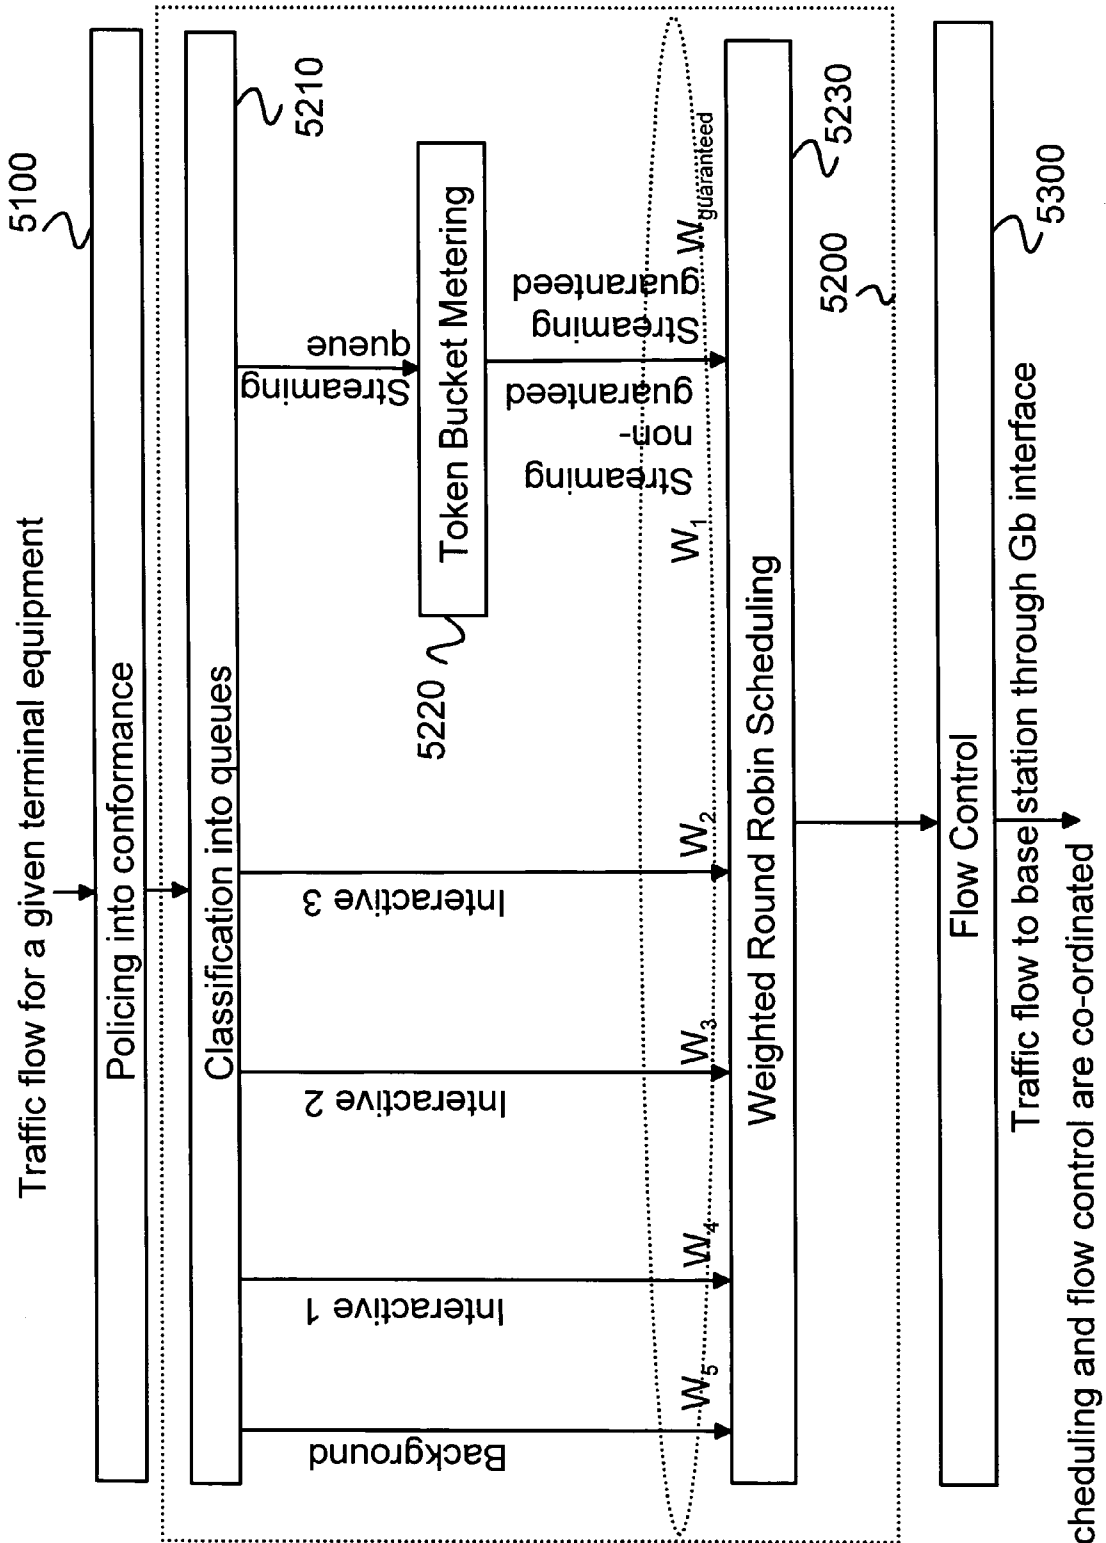 Traffic flow for a given terminal equipment
5100
Policing into conformance
Classification into queues
5210
Background
Interactive 1
Interactive 2
Interactive 3
Streaming
queue
5220
Token Bucket Metering
Streaming
non-
guaranteed
Streaming
guaranteed
W5
W4
W3
W2
W1
Wguaranteed
Weighted Round Robin Scheduling
5230
5200
Flow Control
5300
Traffic flow to base station through Gb interface
cheduling and flow control are co-ordinated